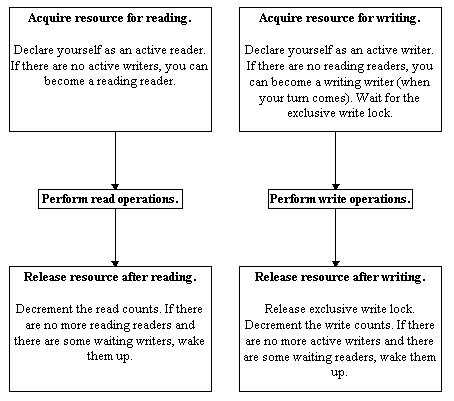 Acquire resource for reading.
Declare yourself as an active reader.
If there are no active writers, you can
become a reading reader.
Acquire resource for writing.
Declare yourself as an active writer.
If there are no reading readers, you
can become a writing writer (when
your turn comes). Wait for the
exclusive write lock.
Perform read operations.
Perform write operations.
Release resource after reading.
Decrement the read counts. If there
are no more reading readers and
there are some waiting writers, wake
them up.
Release resource after writing.
Release exclusive write lock.
Decrement the write counts. If there
are no more active writers and there
are some waiting readers, wake them
up.